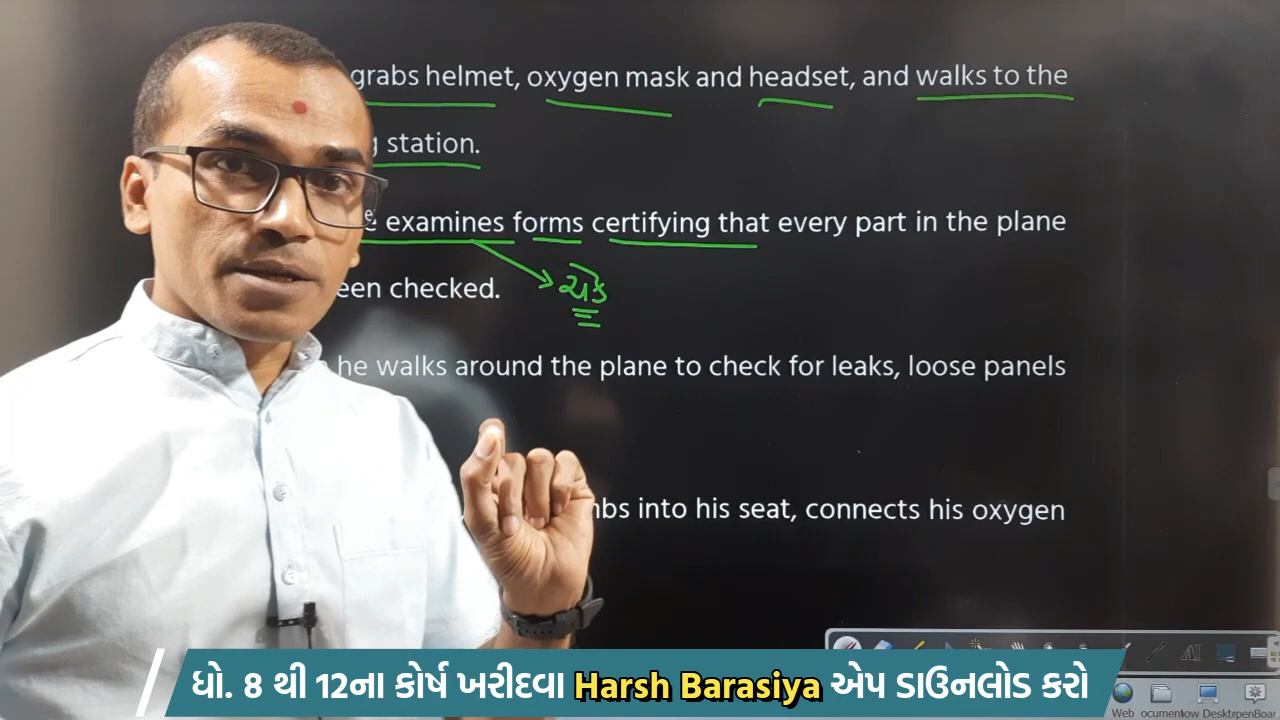 grabs helmet, oxygen mask and headset, and walks to the
station.
examines forms certifying that every part in the plane
een checked.
ચેક
he walks around the plane to check for leaks, loose panels
mbs into his seat, connects his oxygen
ધો. 8 થી 12ના કોર્ષ ખરીદવા Harsh Barasiya એપ ડાઉનલોડ કરો
Web